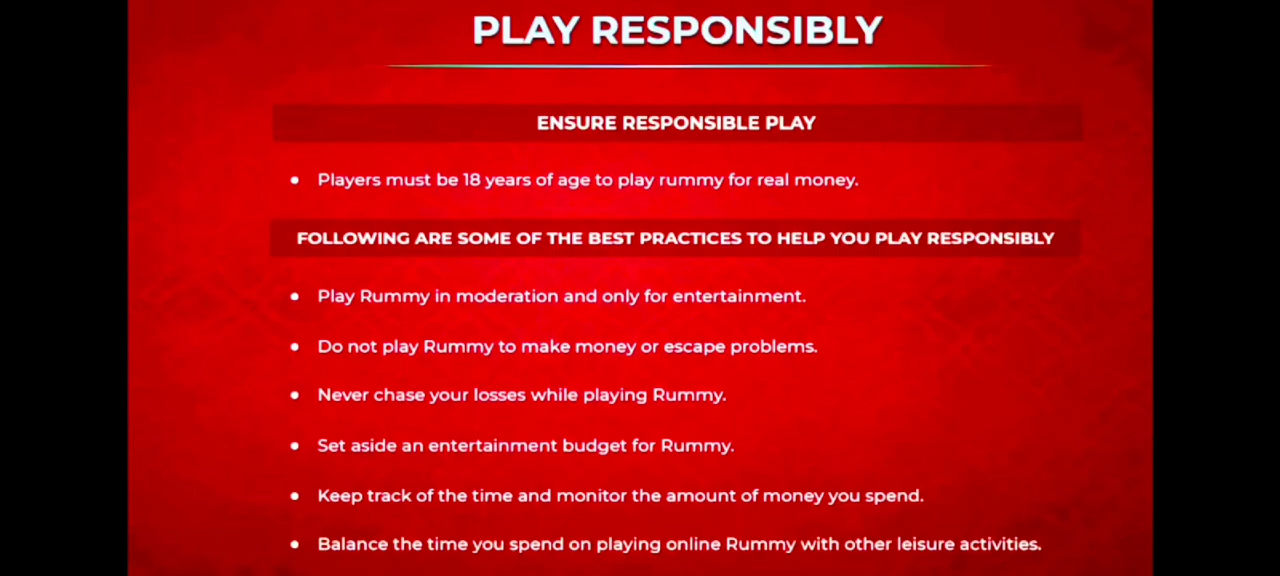 PLAY RESPONSIBLY
ENSURE RESPONSIBLE PLAY
• Players must be 18 years of age to play rummy for real money.
FOLLOWING ARE SOME OF THE BEST PRACTICES TO HELP YOU PLAY RESPONSIBLY
• Play Rummy in moderation and only for entertainment.
• Do not play Rummy to make money or escape problems.
• Never chase your losses while playing Rummy.
• Set aside an entertainment budget for Rummy.
• Keep track of the time and monitor the amount of money you spend.
• Balance the time you spend on playing online Rummy with other leisure activities.